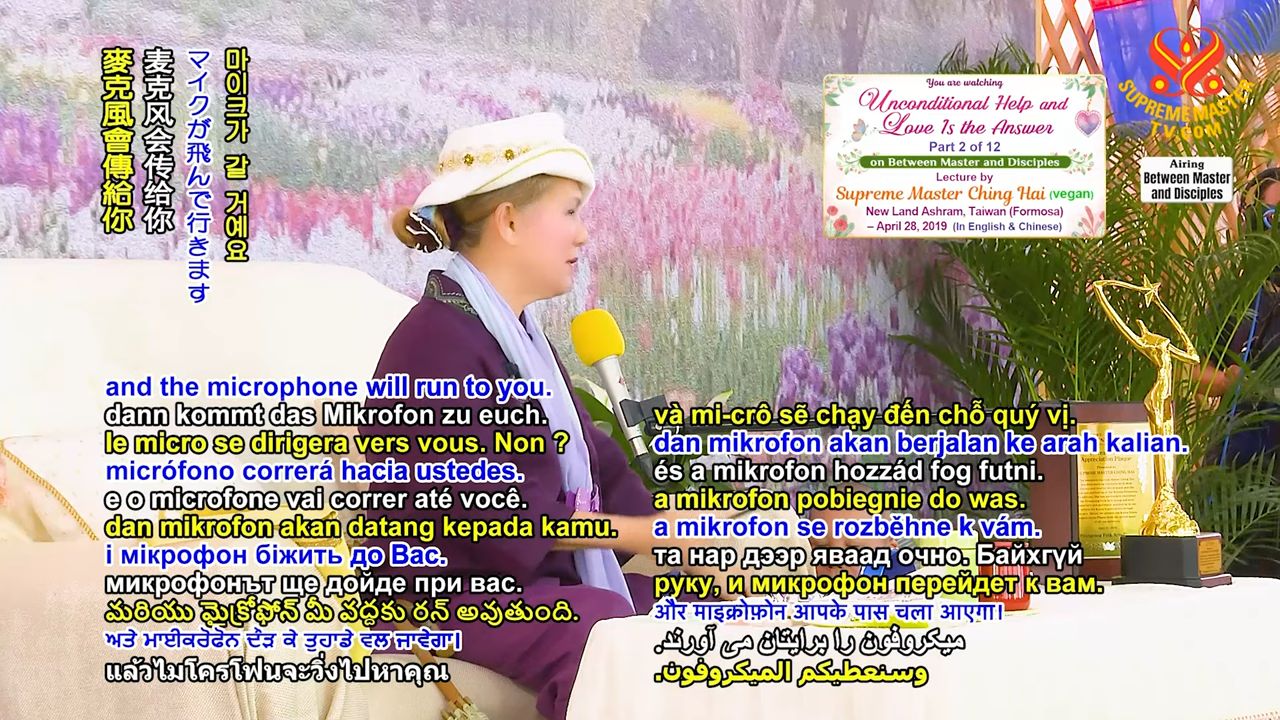 麥克風會傳給你
麦克风会传给你
マイクが飛んで行きます
마이크가 갈 거예요
You are watching
Unconditional Help and
Love Is the Answer
Part 2 of 12
on Between Master and Disciples
Lecture by
Supreme Master Ching Hai (vegan)
New Land Ashram, Taiwan (Formosa)
– April 28, 2019 (In English & Chinese)
SUPREME MASTER
TV.COM
Airing
Between Master
and Disciples
and the microphone will run to you.
dann kommt das Mikrofon zu euch.
le micro se dirigera vers vous. Non ?
micrófono correrá hacia ustedes.
e o microfone vai correr até você.
dan mikrofon akan datang kepada kamu.
і мікрофон біжить до Вас.
микрофонът ще дойде при вас.
మరియు మైక్రోఫోన్ మీ వద్దకు రన్ అవుతుంది.
ਅਤੇ ਮਾਈਕਰੋਫੋਨ ਦੌੜ ਕੇ ਤੁਹਾਡੇ ਵਲ ਜਾਵੇਗਾ।
แล้วไมโครโฟนจะวิ่งไปหาคุณ
và mi-crô sẽ chạy đến chỗ quý vị.
dan mikrofon akan berjalan ke arah kalian.
és a mikrofon hozzád fog futni.
a mikrofon pobiegnie do was.
a mikrofon se rozběhne k vám.
та нар дээр яваад очно. Байхгүй
руку, и микрофон перейдет к вам.
और माइक्रोफ़ोन आपके पास चला आएगा।
میکروفون را برایتان می آورند.
وسنعطيكم الميكروفون.
Appreciation Plaque